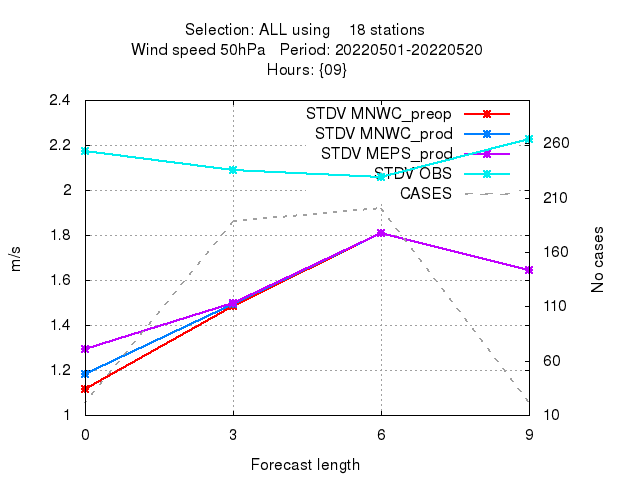 Selection: ALL using    18 stations
Wind speed 50hPa   Period: 20220501-20220520
Hours: {09}
2.4
2.2
2
1.8
1.6
1.4
1.2
1
m/s
STDV MNWC_preop
STDV MNWC_prod
STDV MEPS_prod
STDV OBS
CASES
260
210
160
110
60
10
No cases
0
3
6
9
Forecast length